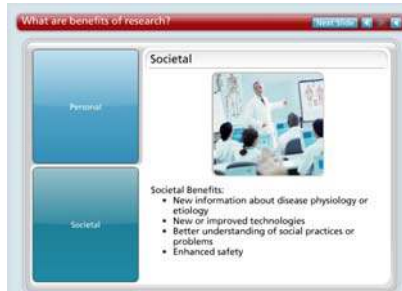 What are benefits of research?
Next Slide
Personal
Societal
Societal
Societal Benefits:
• New information about disease physiology or
etiology
• New or improved technologies
• Better understanding of social practices or
problems
• Enhanced safety